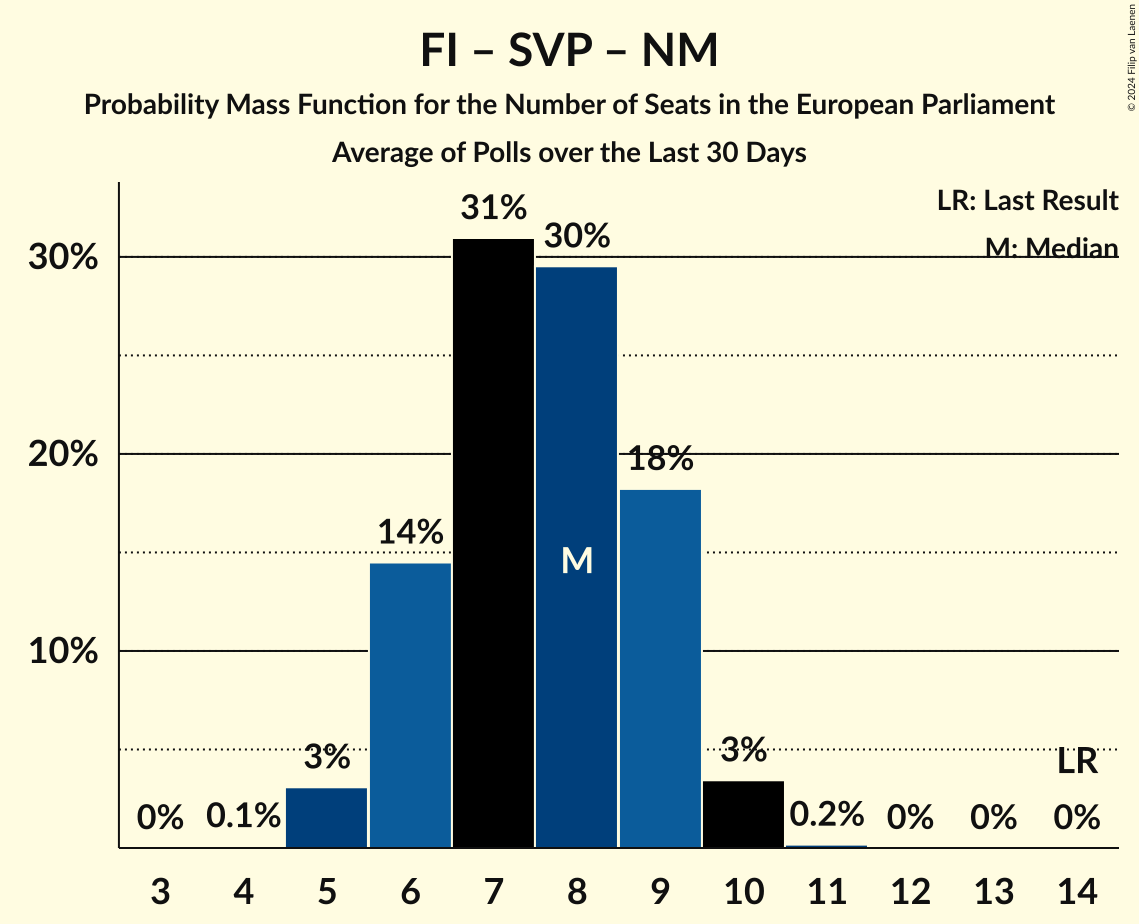 © 2024 Filip van Laenen
FI – SVP – NM
Probability Mass Function for the Number of Seats in the European Parliament
Average of Polls over the Last 30 Days
LR: Last Result
M: Median
30%
20%
10%
0% 0.1% 3% 14% 31% 30% 18% 3% 0.2% 0% 0% 0%
M
LR
3 4 5 6 7 8 9 10 11 12 13 14